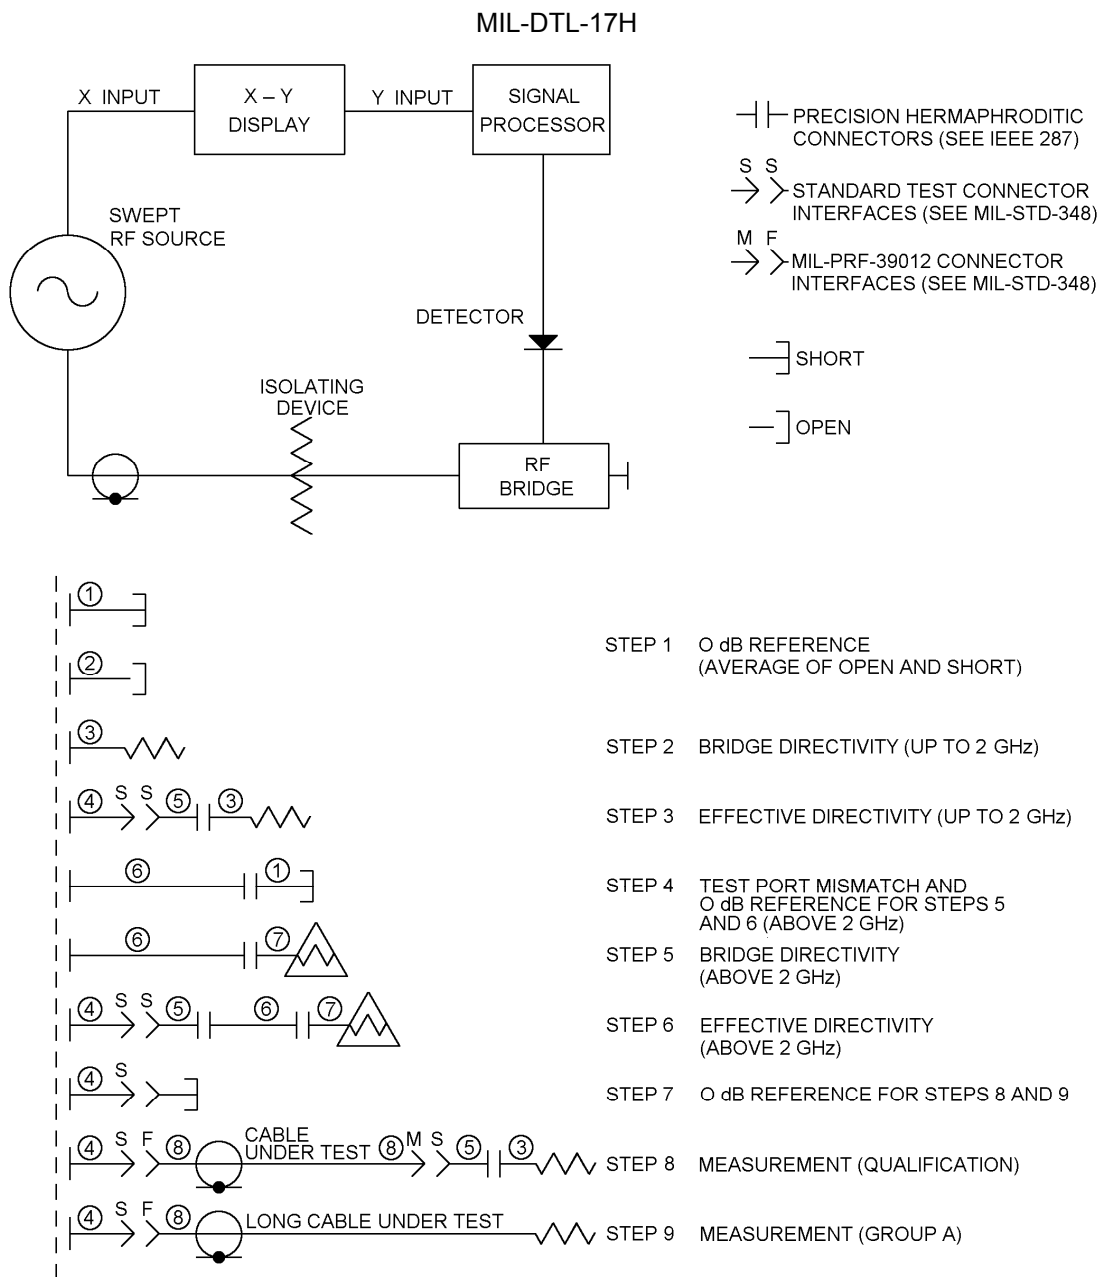 MIL-DTL-17H
X INPUT
X – Y
DISPLAY
Y INPUT
SIGNAL
PROCESSOR
PRECISION HERMAPHRODITIC
CONNECTORS (SEE IEEE 287)
S S
STANDARD TEST CONNECTOR
INTERFACES (SEE MIL-STD-348)
M F
MIL-PRF-39012 CONNECTOR
INTERFACES (SEE MIL-STD-348)
SWEPT
RF SOURCE
DETECTOR
SHORT
ISOLATING
DEVICE
OPEN
RF
BRIDGE
1
2
STEP 1 O dB REFERENCE
(AVERAGE OF OPEN AND SHORT)
3
STEP 2 BRIDGE DIRECTIVITY (UP TO 2 GHz)
4 S S 5 3
STEP 3 EFFECTIVE DIRECTIVITY (UP TO 2 GHz)
6 1
STEP 4 TEST PORT MISMATCH AND
O dB REFERENCE FOR STEPS 5
AND 6 (ABOVE 2 GHz)
6 7
STEP 5 BRIDGE DIRECTIVITY
(ABOVE 2 GHz)
4 S S 5 6 7
STEP 6 EFFECTIVE DIRECTIVITY
(ABOVE 2 GHz)
4 S
STEP 7 O dB REFERENCE FOR STEPS 8 AND 9
4 S F 8 CABLE
UNDER TEST 8 M S 5 3
STEP 8 MEASUREMENT (QUALIFICATION)
4 S F 8 LONG CABLE UNDER TEST
STEP 9 MEASUREMENT (GROUP A)